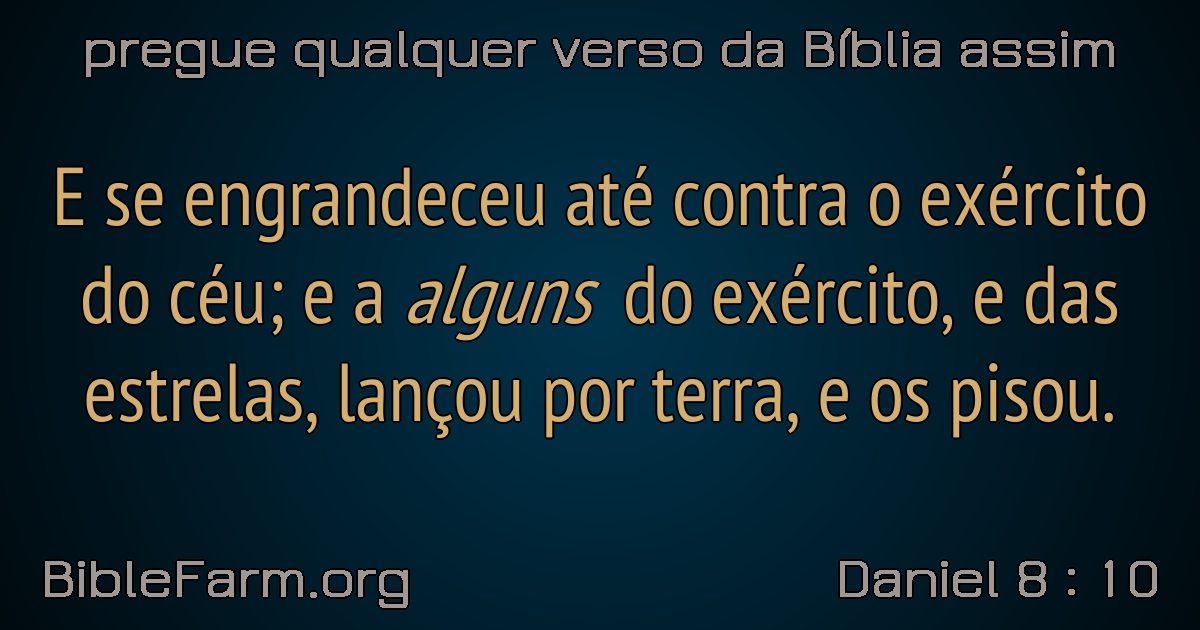 pregue qualquer verso da Bíblia assim
E se engrandeceu até contra o exército
do céu; e a alguns do exército, e das
estrelas, lançou por terra, e os pisou.
BibleFarm.org
Daniel 8 : 10